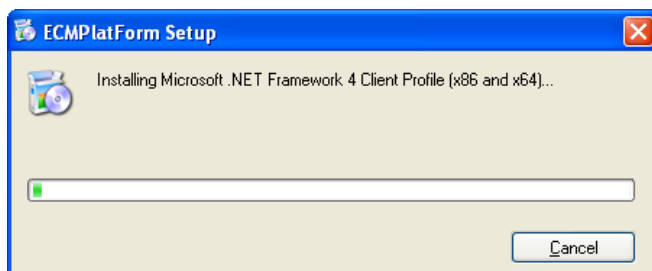 ECMPlatForm Setup
Installing Microsoft .NET Framework 4 Client Profile (x86 and x64)...
Cancel